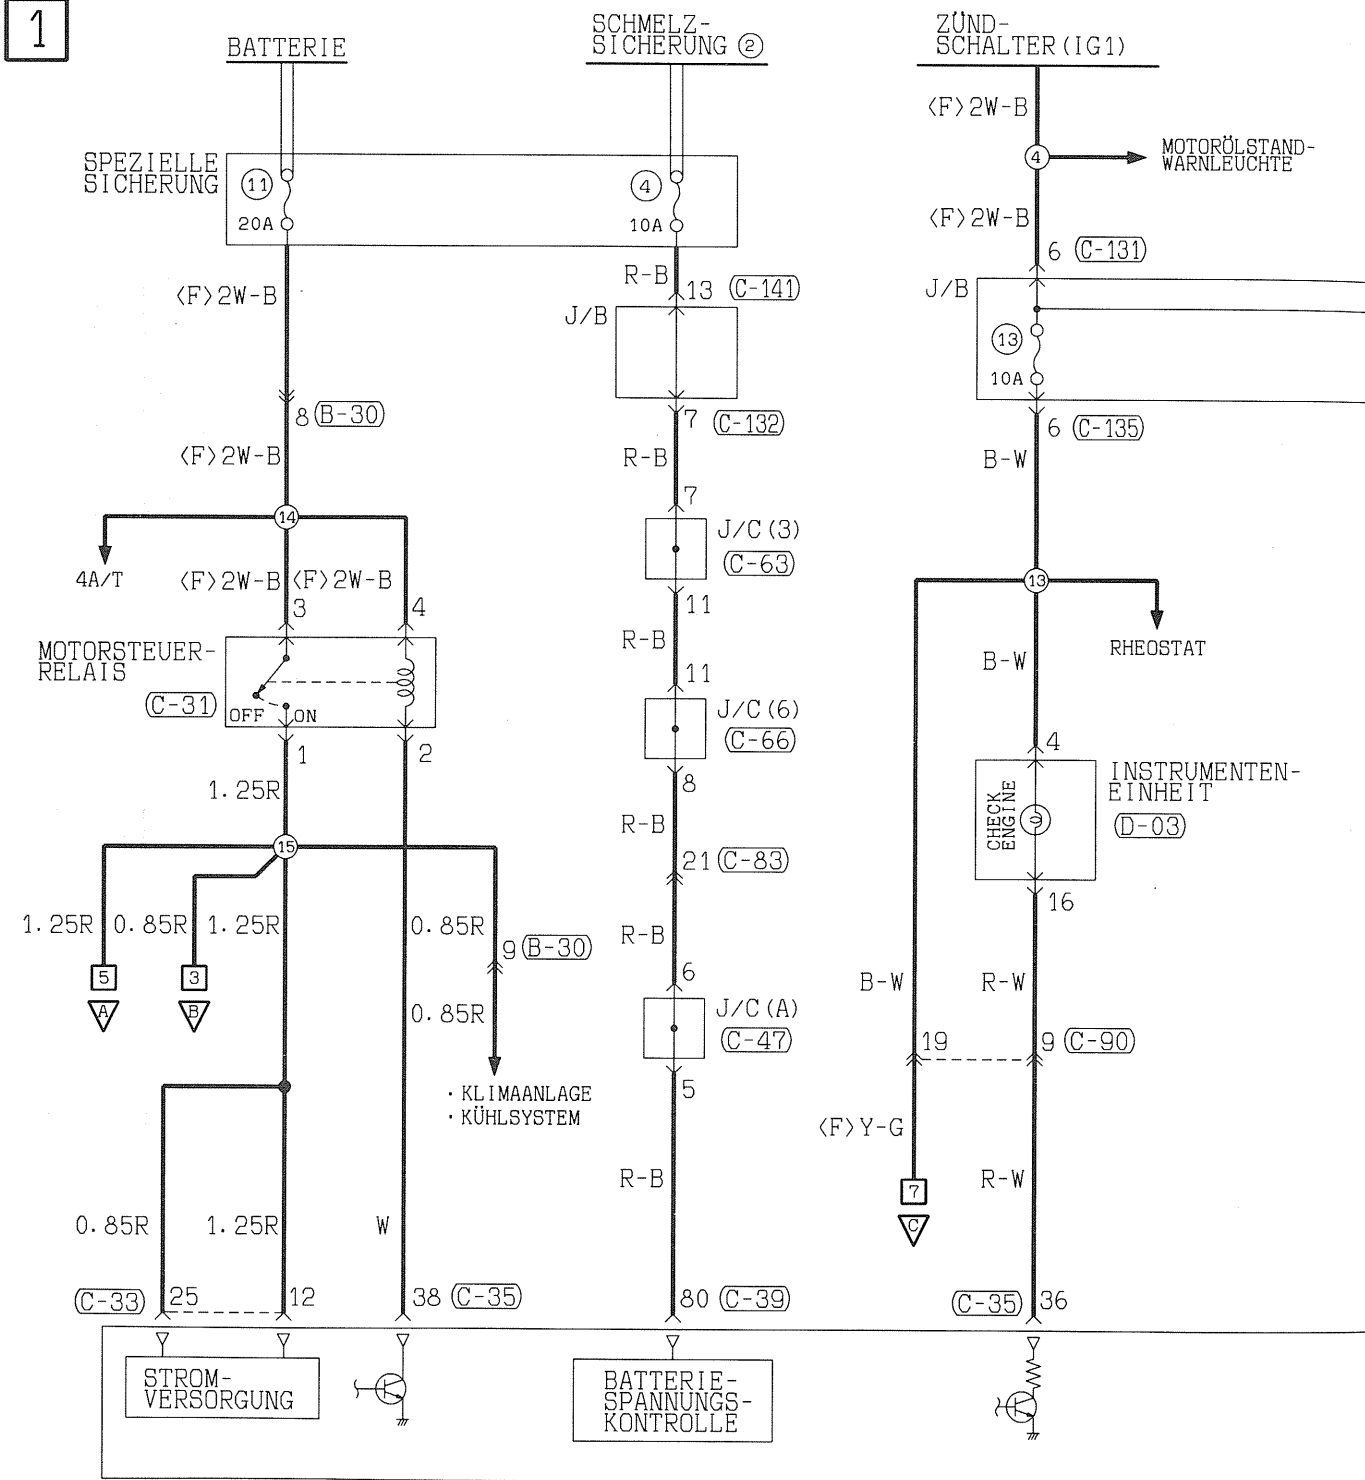 1
BATTERIE
SCHMELZ-
SICHERUNG ②
ZÜND-
SCHALTER (IG1)
〈F〉2W-B
4
MOTORÖLSTAND-
WARNLEUCHTE
SPEZIELLE
SICHERUNG
11
20A
4
10A
〈F〉2W-B
6 (C-131)
R-B
13 (C-141)
〈F〉2W-B
J/B
J/B
13
10A
8 (B-30)
7 (C-132)
6 (C-135)
〈F〉2W-B
R-B
B-W
7
14
J/C (3)
(C-63)
4A/T
〈F〉2W-B
〈F〉2W-B
13
3
4
11
RHEOSTAT
MOTORSTEUER-
RELAIS
(C-31)
OFF
ON
R-B
B-W
11
J/C (6)
(C-66)
1
2
4
1.25R
8
INSTRUMENTEN-
EINHEIT
(D-03)
CHECK
ENGINE
R-B
15
21 (C-83)
16
1.25R
0.85R
1.25R
0.85R
9 (B-30)
R-B
5
A
3
B
6
B-W
R-W
0.85R
J/C (A)
(C-47)
19
9 (C-90)
· KLIMAANLAGE
· KÜHLSYSTEM
5
〈F〉Y-G
R-B
R-W
7
C
0.85R
1.25R
W
(C-33) 25
12
38 (C-35)
80 (C-39)
(C-35) 36
STROM-
VERSORGUNG
BATTERIE-
SPANNUNGS-
KONTROLLE